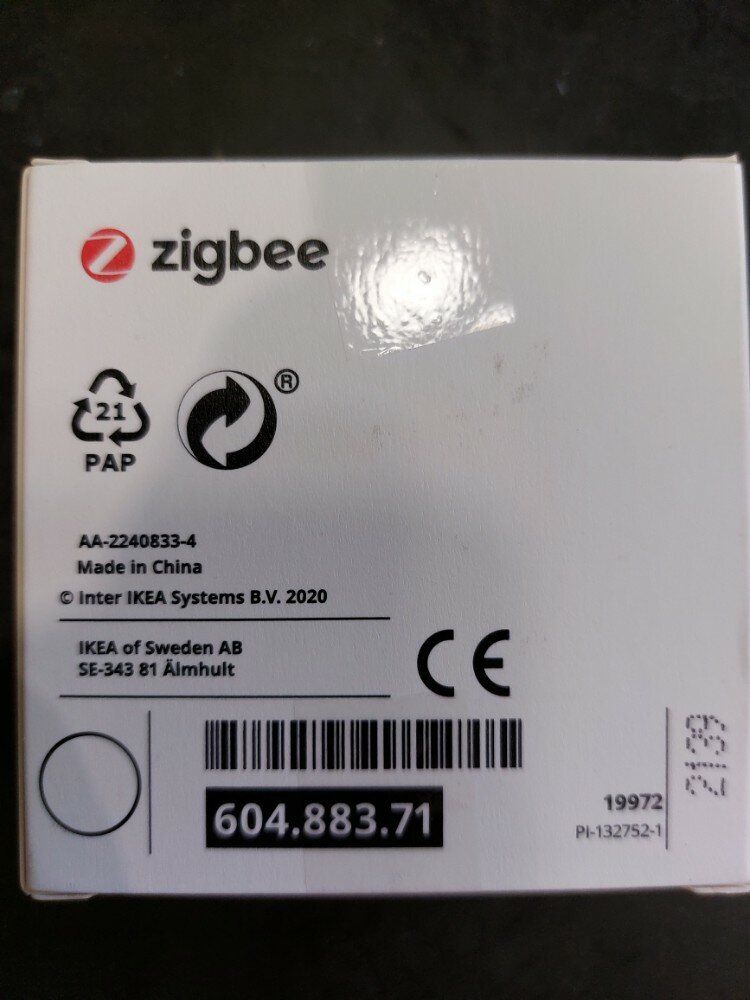 zigbee
21
PAP
®
AA-2240833-4
Made in China
© Inter IKEA Systems B.V. 2020
IKEA of Sweden AB
SE-343 81 Älmhult
CE
604.883.71
19972
PI-132752-1
2139